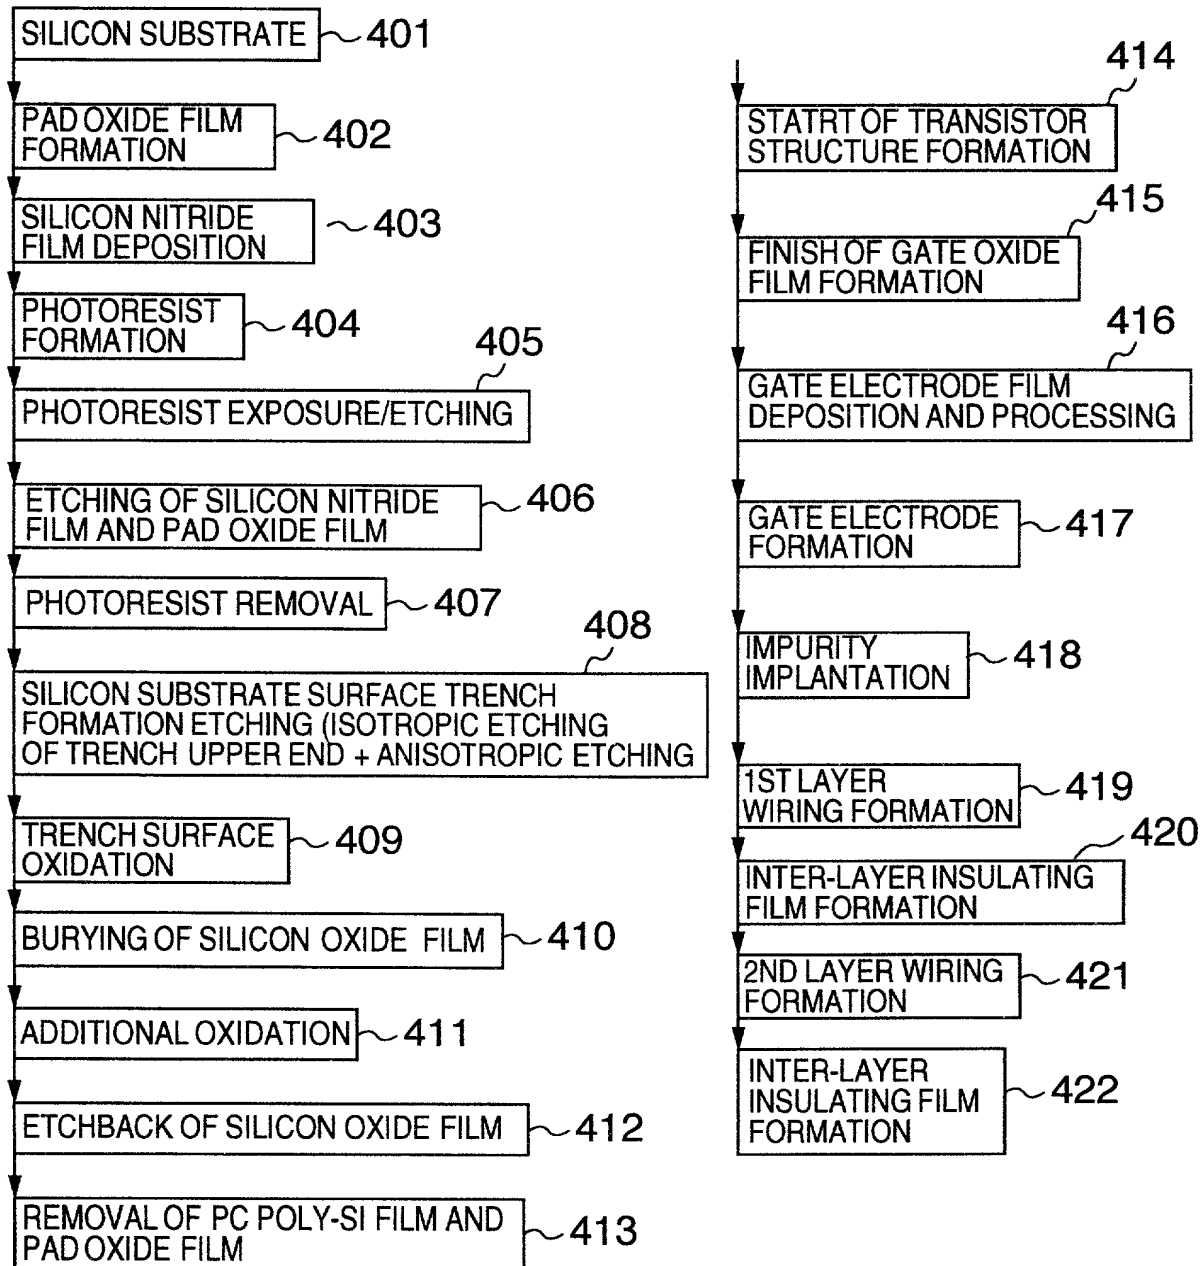 SILICON SUBSTRATE 401
PAD OXIDE FILM
FORMATION 402
SILICON NITRIDE
FILM DEPOSITION 403
PHOTORESIST
FORMATION 404
405
PHOTORESIST EXPOSURE/ETCHING
ETCHING OF SILICON NITRIDE
FILM AND PAD OXIDE FILM 406
PHOTORESIST REMOVAL 407
408
SILICON SUBSTRATE SURFACE TRENCH
FORMATION ETCHING (ISOTROPIC ETCHING
OF TRENCH UPPER END + ANISOTROPIC ETCHING
TRENCH SURFACE
OXIDATION 409
BURYING OF SILICON OXIDE FILM 410
ADDITIONAL OXIDATION 411
ETCHBACK OF SILICON OXIDE FILM 412
REMOVAL OF PC POLY-SI FILM AND
PAD OXIDE FILM 413
414
STATRT OF TRANSISTOR
STRUCTURE FORMATION
415
FINISH OF GATE OXIDE
FILM FORMATION
416
GATE ELECTRODE FILM
DEPOSITION AND PROCESSING
GATE ELECTRODE
FORMATION 417
IMPURITY
IMPLANTATION 418
1ST LAYER
WIRING FORMATION 419
420
INTER-LAYER INSULATING
FILM FORMATION
2ND LAYER WIRING
FORMATION 421
INTER-LAYER
INSULATING FILM
FORMATION 422